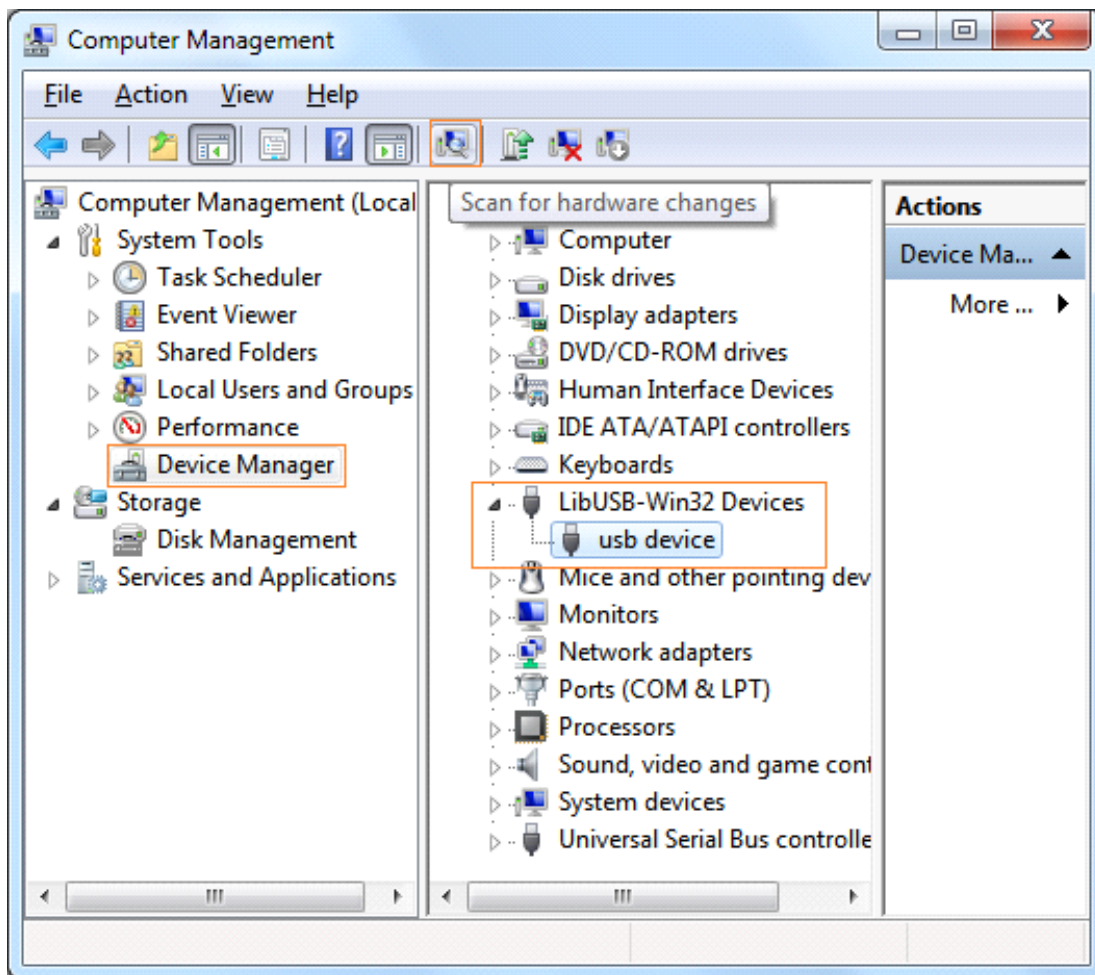 Computer Management
File Action View Help
Scan for hardware changes
Computer Management (Local
System Tools
Task Scheduler
Event Viewer
Shared Folders
Local Users and Groups
Performance
Device Manager
Storage
Disk Management
Services and Applications
Computer
Disk drives
Display adapters
DVD/CD-ROM drives
Human Interface Devices
IDE ATA/ATAPI controllers
Keyboards
LibUSB-Win32 Devices
usb device
Mice and other pointing dev
Monitors
Network adapters
Ports (COM & LPT)
Processors
Sound, video and game cont
System devices
Universal Serial Bus controlle
Actions
Device Ma...
More ...